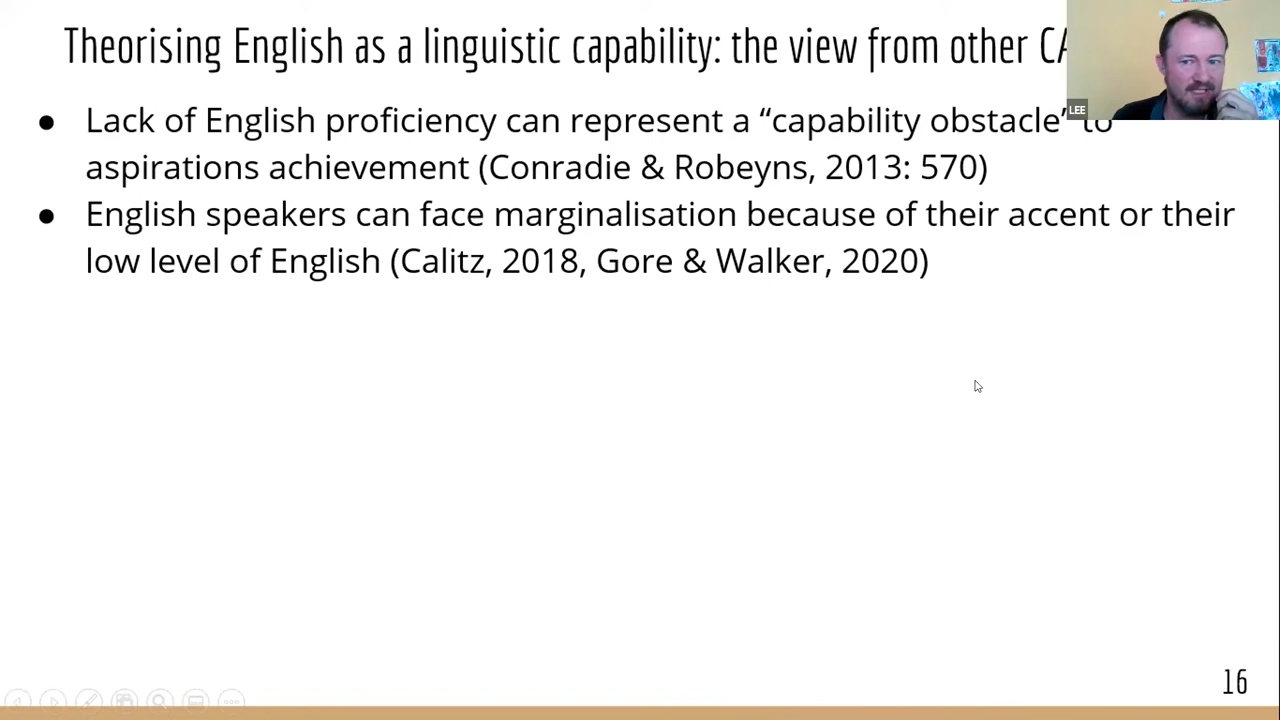 Theorising English as a linguistic capability: the view from other
LEE
● Lack of English proficiency can represent a “capability obstacle” to
aspirations achievement (Conradie & Robeyns, 2013: 570)
● English speakers can face marginalisation because of their accent or their
low level of English (Calitz, 2018, Gore & Walker, 2020)
16